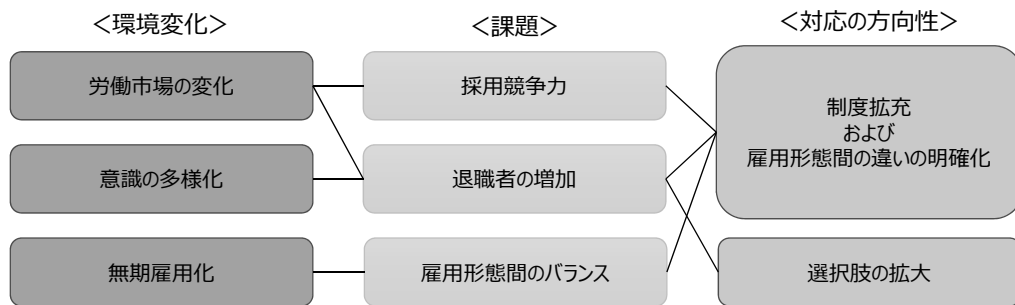 <環境変化>
<課題>
<対応の方向性>
労働市場の変化
採用競争力
制度拡充
および
雇用形態間の違いの明確化
意識の多様化
退職者の増加
無期雇用化
雇用形態間のバランス
選択肢の拡大